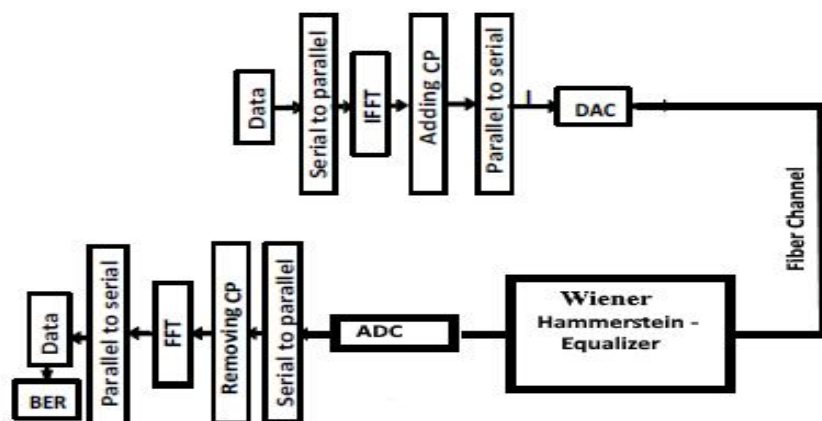 Data
Serial to parallel
IFFT
Adding CP
Parallel to serial
DAC
Fiber Channel
Wiener
Hammerstein -
Equalizer
ADC
Serial to parallel
Removing CP
FFT
Parallel to serial
Data
BER